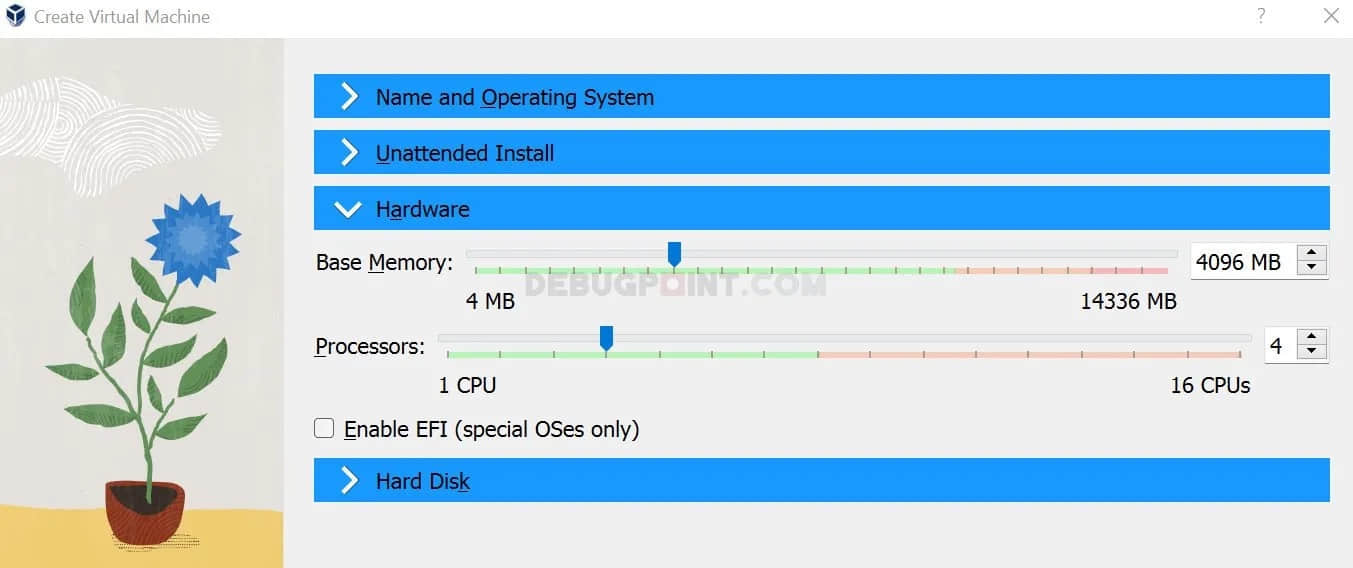 Create Virtual Machine ?
Name and Operating System
Unattended Install
Hardware
Base Memory: 4096 MB
DEBUGPOINT.COM
4 MB 14336 MB
Processors: 4
1 CPU 16 CPUs
Enable EFI (special OSes only)
Hard Disk